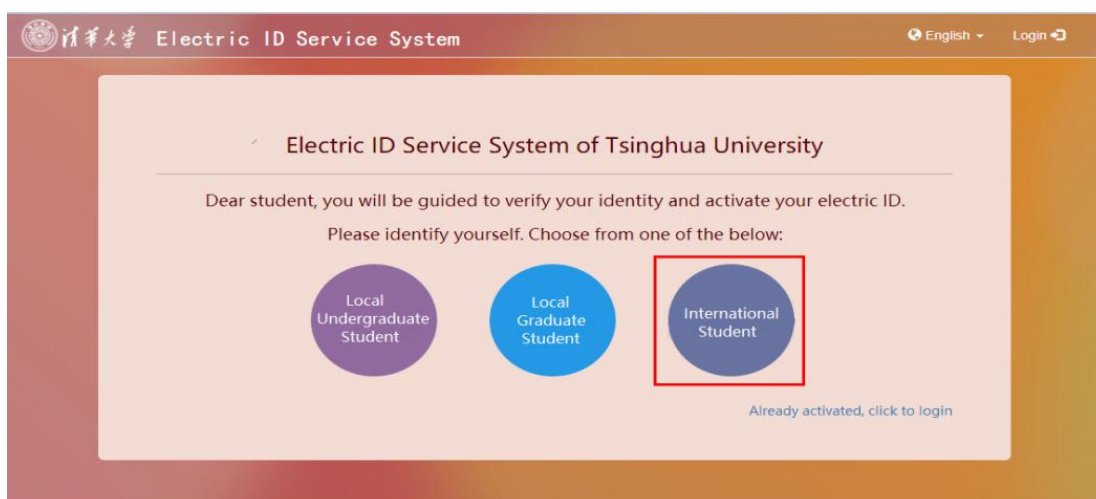 清华大学 Electric ID Service System English Login
Electric ID Service System of Tsinghua University
Dear student, you will be guided to verify your identity and activate your electric ID.
Please identify yourself. Choose from one of the below:
Local
Undergraduate
Student
Local
Graduate
Student
International
Student
Already activated, click to login